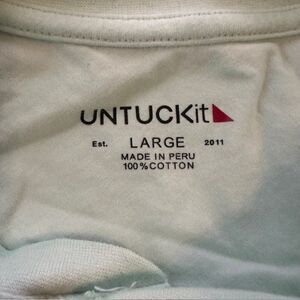 UNTUCKit
Est. LARGE 2011
MADE IN PERU
100% COTTON